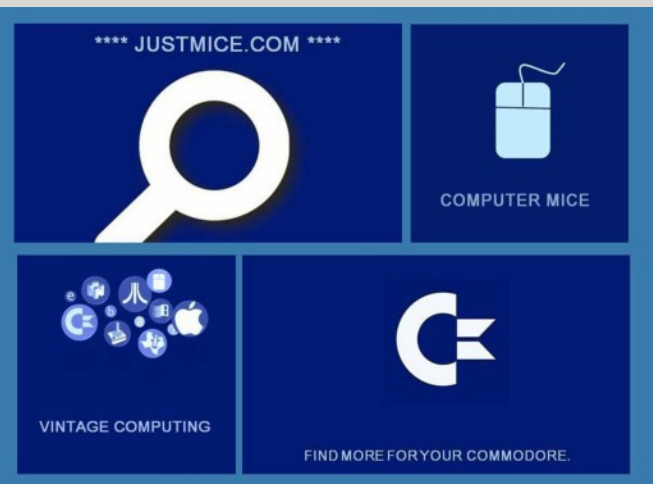 **** JUSTMICE.COM ****
COMPUTER MICE
VINTAGE COMPUTING
FIND MORE FOR YOUR COMMODORE.